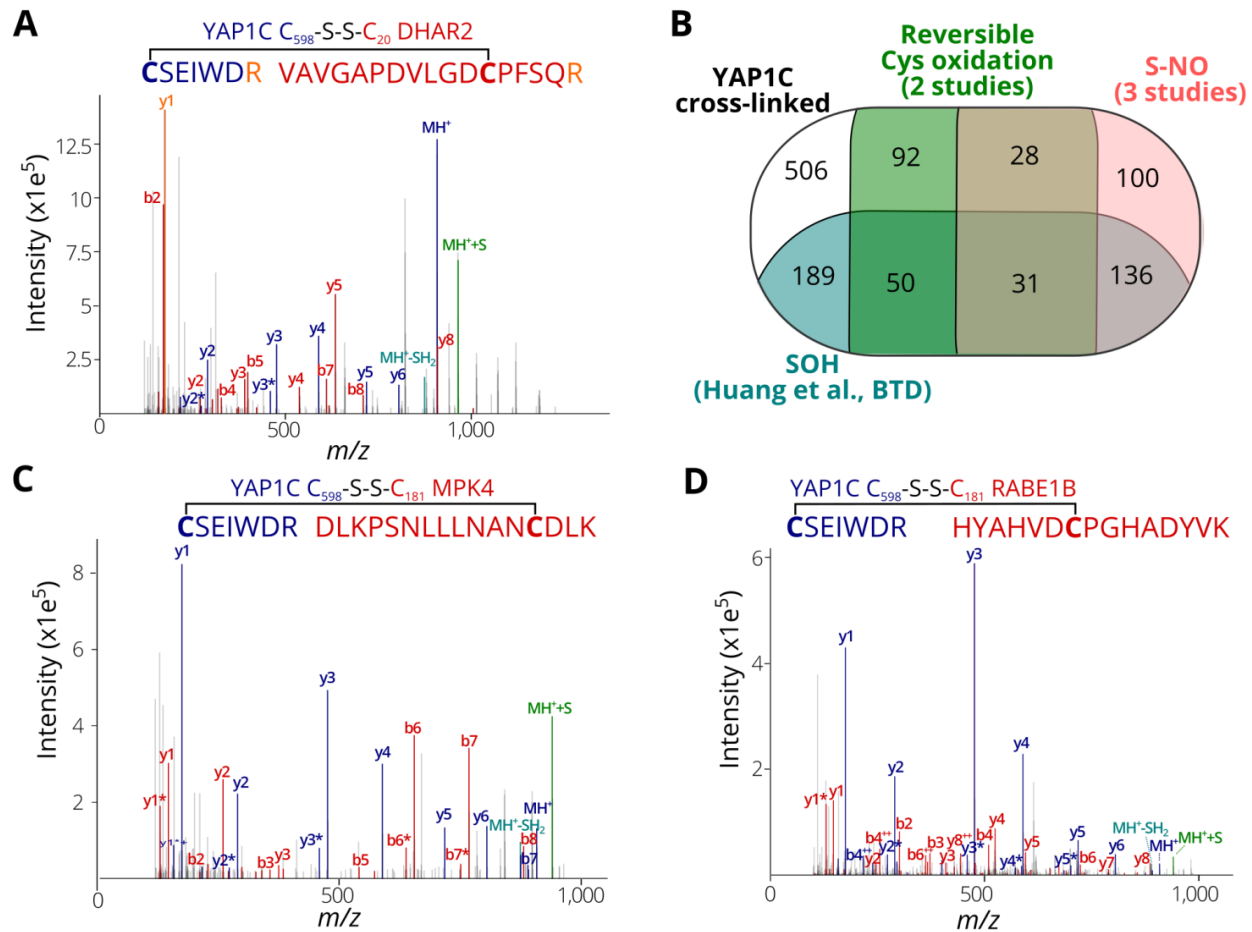 A
YAP1C C598-S-S-C20 DHAR2
CSEIWDR VAVGAPDVLGDCPFSQR
Intensity (x1e5)
12.5
10
7.5
5
2.5
0
500
1,000
m/z
y1
b2
MH+
MH++S
y5
y4
y3
y2
y8
MH+-SH2
b5
y3
y2
b4
y3*
y2*
y4
b7
b8
y5
y6
B
YAP1C
cross-linked
Reversible
Cys oxidation
(2 studies)
S-NO
(3 studies)
506
92
28
100
189
50
31
136
SOH
(Huang et al., BTD)
C
YAP1C C598-S-S-C181 MPK4
CSEIWDR DLKPSNLLLNANCDLK
Intensity (x1e5)
8
6
4
2
0
500
1,000
m/z
y1
y3
MH++S
b6
b7
y4
y1
y2
y2
y1*
y1*+
y5
y6
MH+
MH+-SH2
b8
b7
y3*
b6*
b7*
b2
y2*
b3
y3
b5
D
YAP1C C598-S-S-C181 RABE1B
CSEIWDR HYAHVDCPGHADYVK
Intensity (x1e5)
6
4
2
0
500
1,000
m/z
y3
y1
y4
y2
y1*
y1
b4++
b2
b4++
y2
y2*
b6++
b3
y3
y8++
y3*
b4
y4
y4*
y5
b6
y5*
y5
y7
y6
MH+-SH2
y8
MH+
MH++S